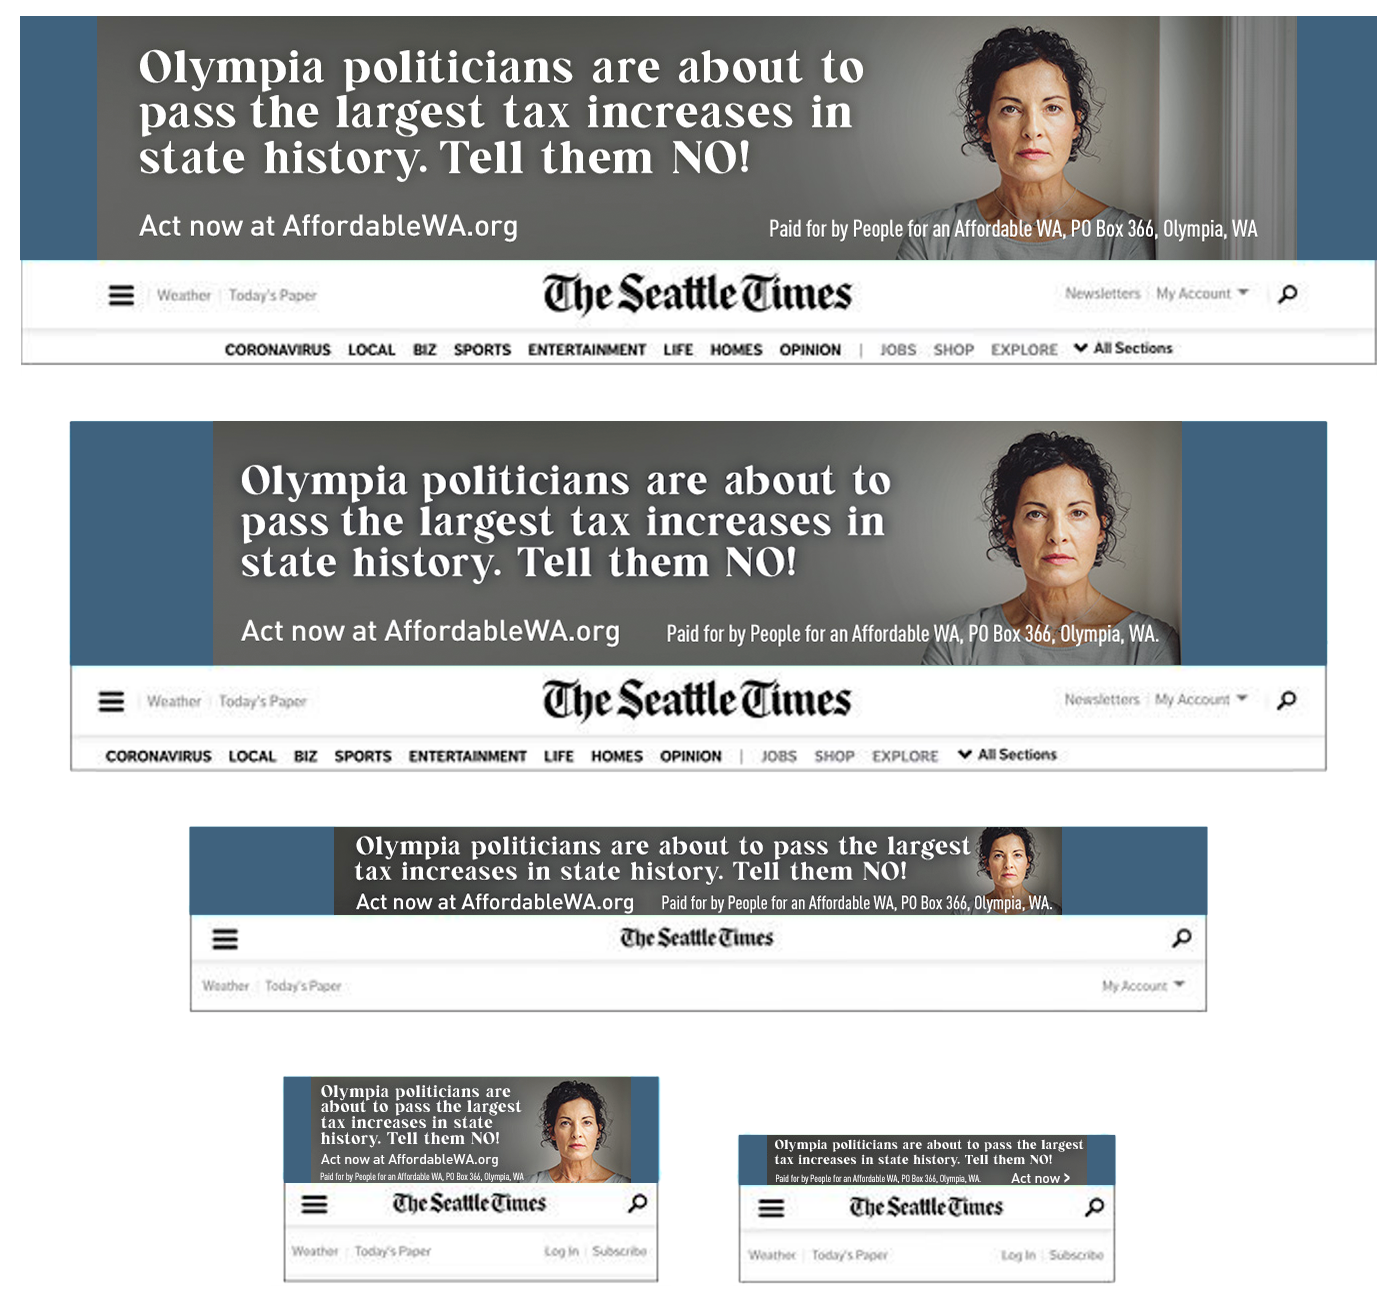 Olympia politicians are about to
pass the largest tax increases in
state history. Tell them NO!
Act now at AffordableWA.org
Paid for by People for an Affordable WA, PO Box 366, Olympia, WA
Weather | Today's Paper
The Seattle Times
Newsletters | My Account
CORONAVIRUS LOCAL BIZ SPORTS ENTERTAINMENT LIFE HOMES OPINION | JOBS SHOP EXPLORE All Sections
Olympia politicians are about to
pass the largest tax increases in
state history. Tell them NO!
Act now at AffordableWA.org
Paid for by People for an Affordable WA, PO Box 366, Olympia, WA.
Weather | Today's Paper
The Seattle Times
Newsletters | My Account
CORONAVIRUS LOCAL BIZ SPORTS ENTERTAINMENT LIFE HOMES OPINION | JOBS SHOP EXPLORE All Sections
Olympia politicians are about to pass the largest
tax increases in state history. Tell them NO!
Act now at AffordableWA.org
Paid for by People for an Affordable WA, PO Box 366, Olympia, WA.
The Seattle Times
Weather | Today's Paper
My Account
Olympia politicians are
about to pass the largest
tax increases in state
history. Tell them NO!
Act now at AffordableWA.org
Paid for by People for an Affordable WA, PO Box 366, Olympia, WA
The Seattle Times
Weather | Today's Paper
Log In | Subscribe
Olympia politicians are about to pass the largest
tax increases in state history. Tell them NO!
Paid for by People for an Affordable WA, PO Box 366, Olympia, WA.
Act now >
The Seattle Times
Weather | Today's Paper
Log In | Subscribe